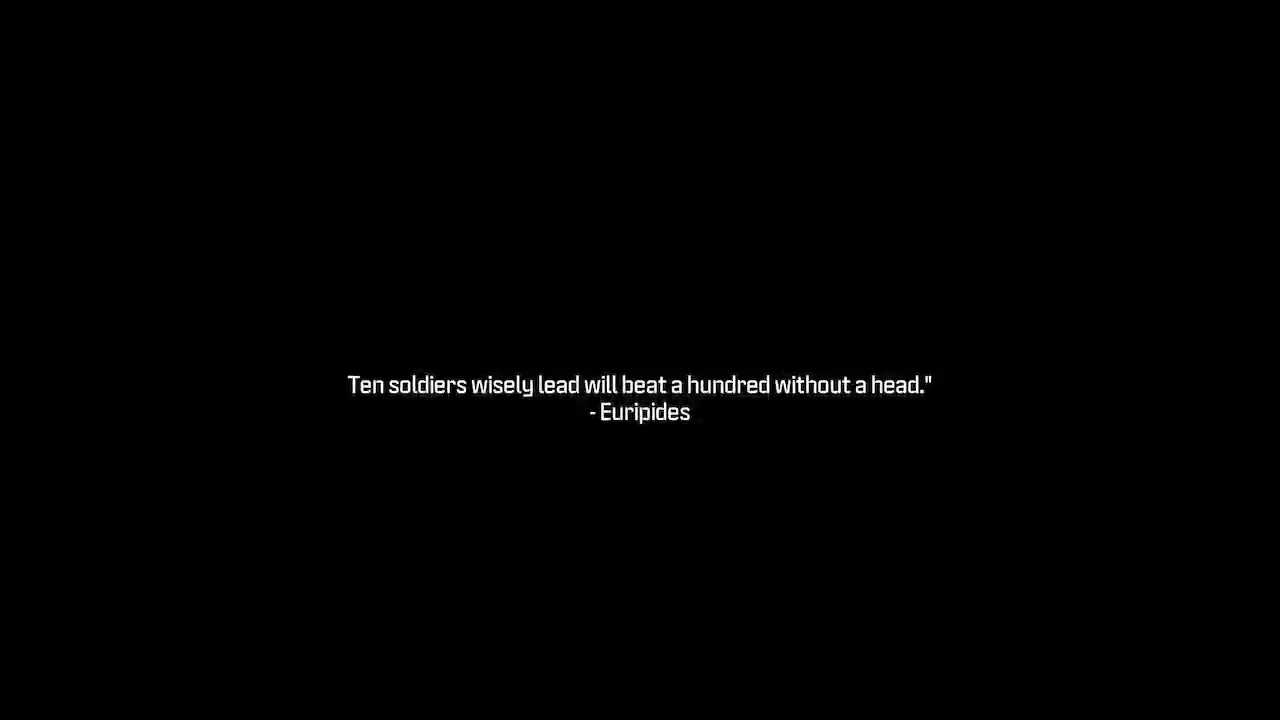 Ten soldiers wisely lead will beat a hundred without a head."
- Euripides